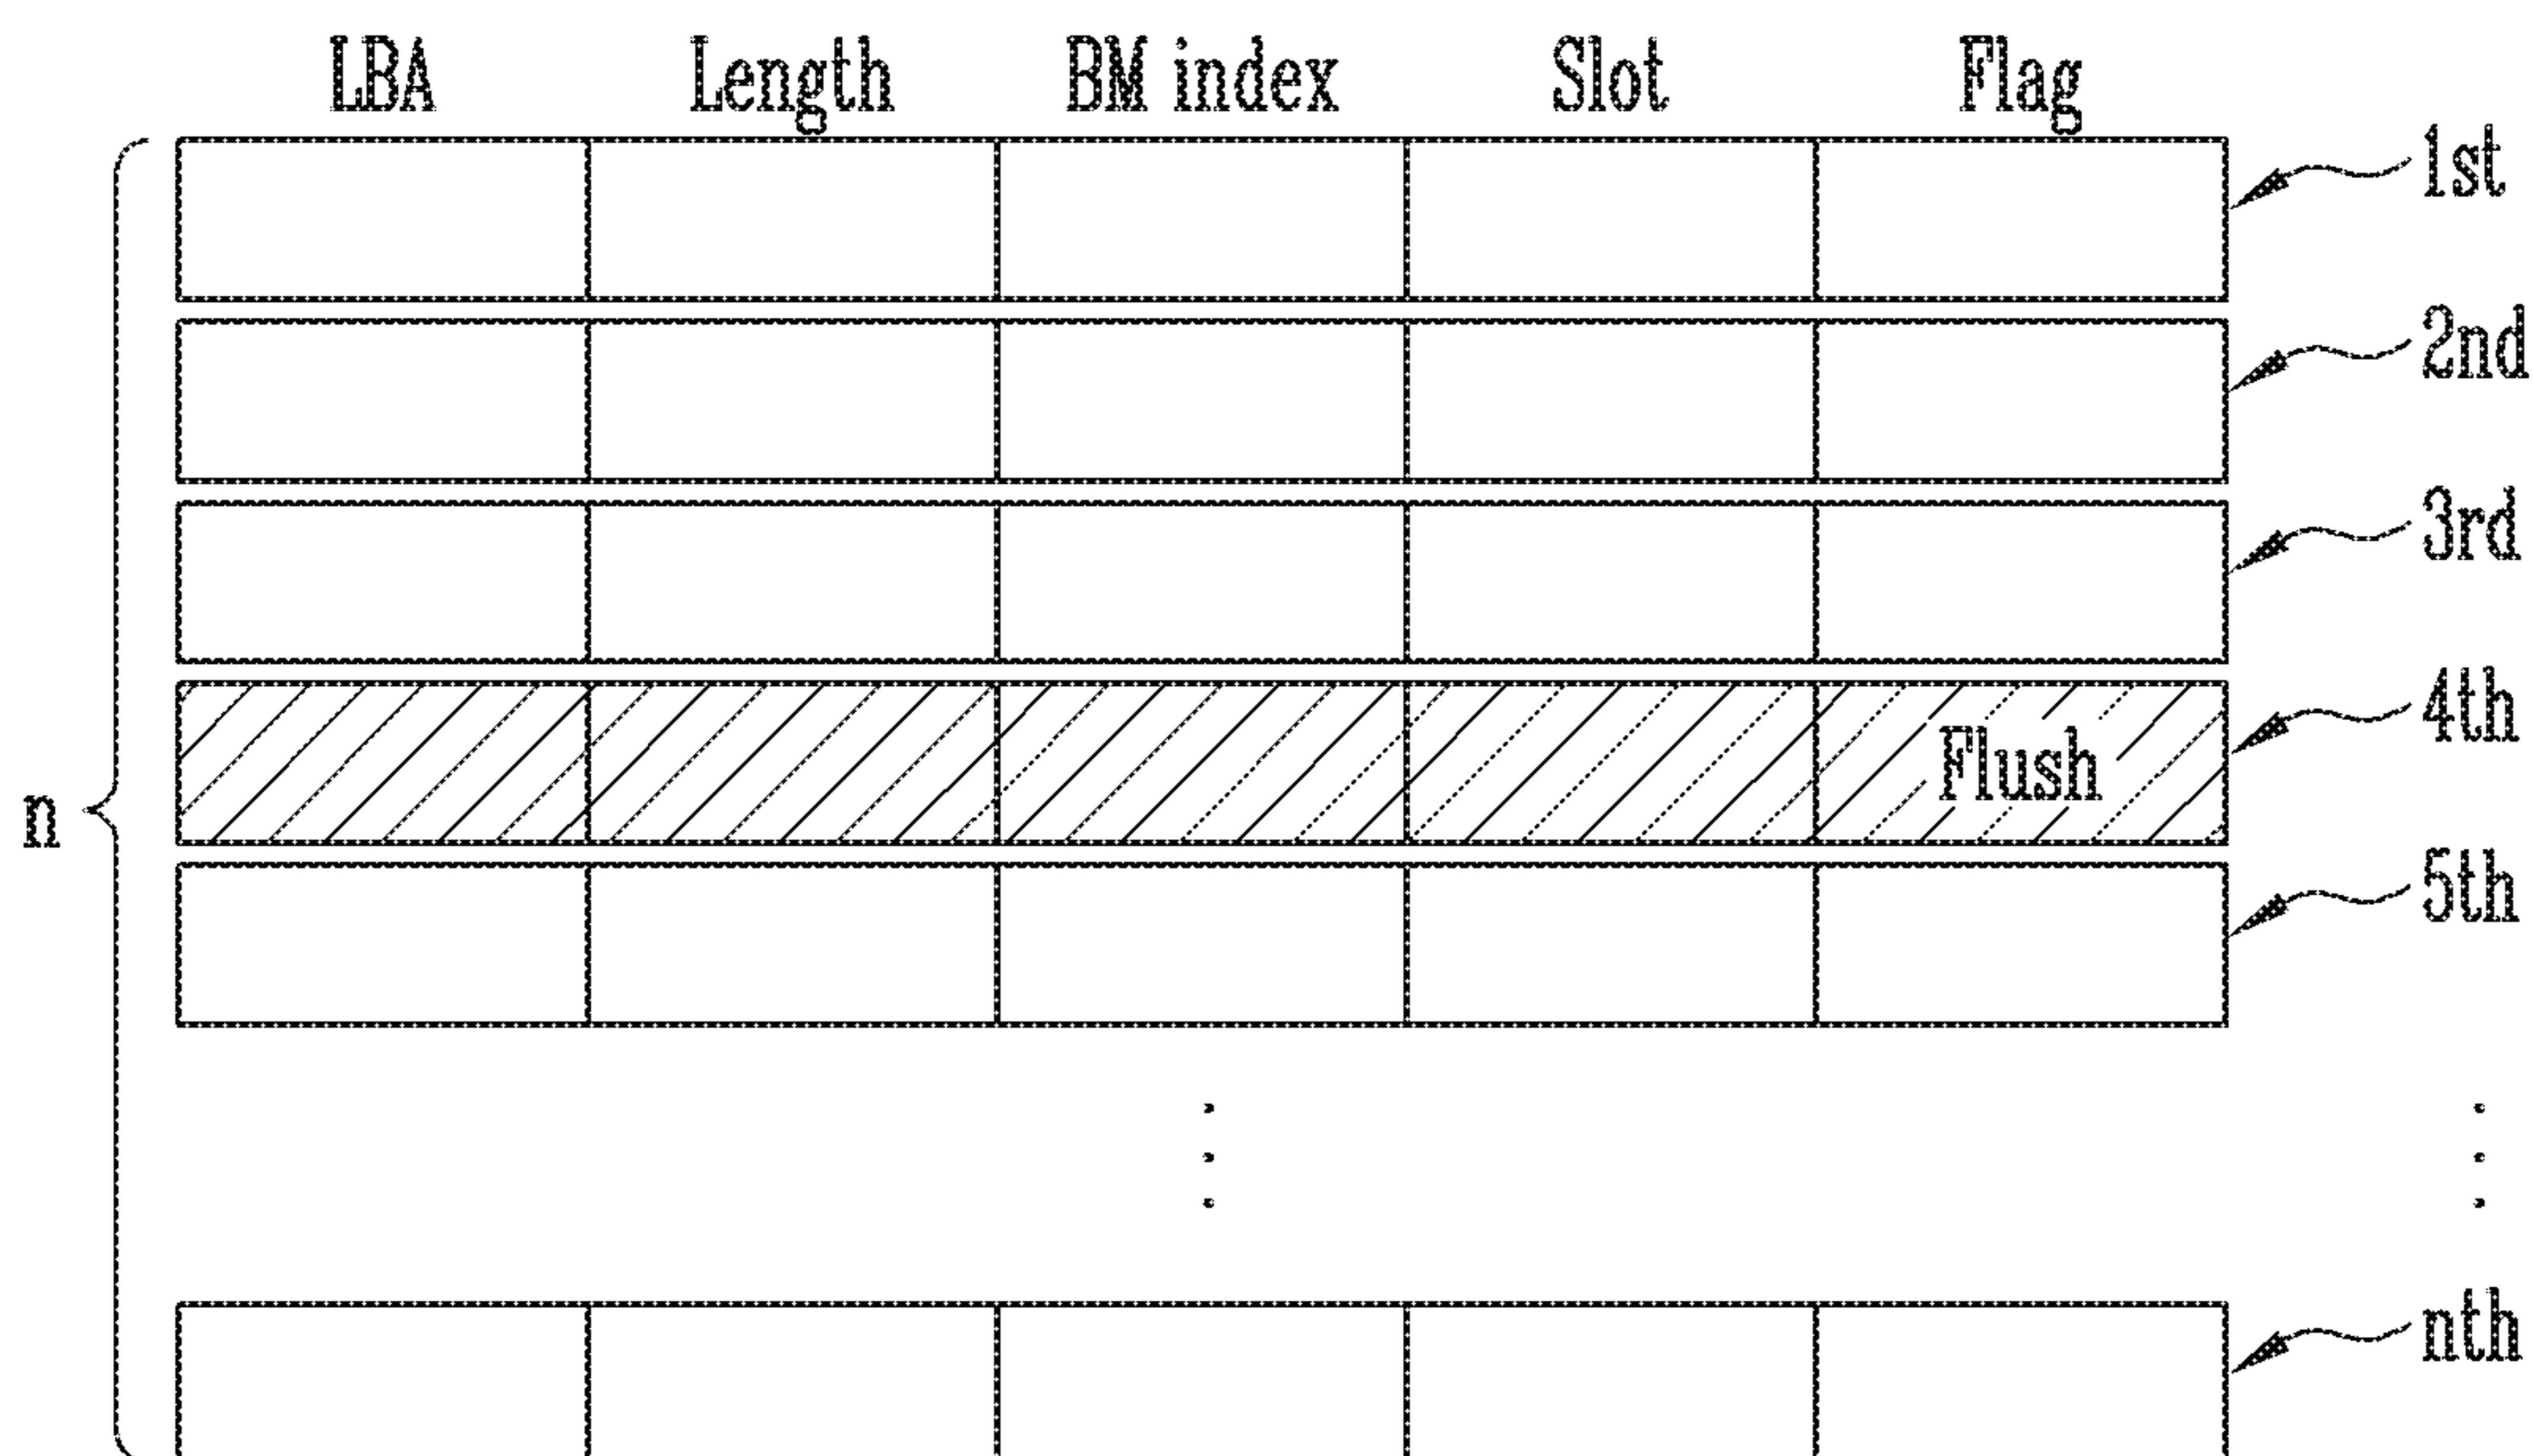 LBA Length BM index Slot Flag
1st
2nd
3rd
Flush 4th
n
5th
nth